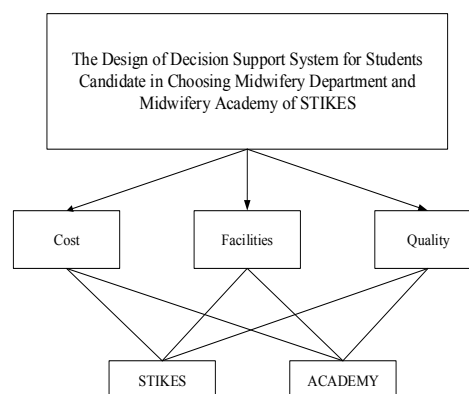 The Design of Decision Support System for Students
Candidate in Choosing Midwifery Department and
Midwifery Academy of STIKES
Cost
Facilities
Quality
STIKES
ACADEMY